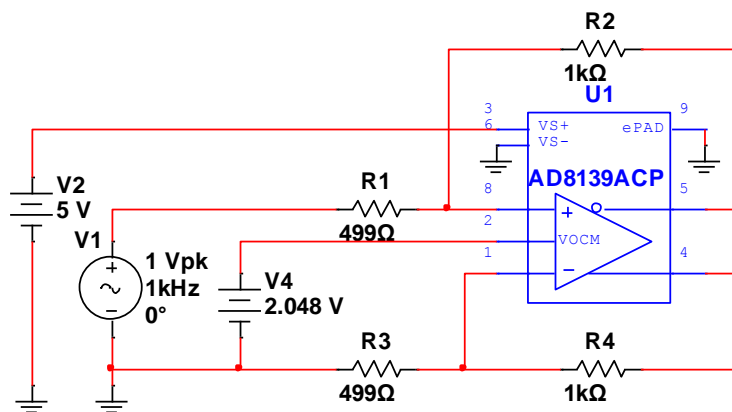 R2
1kΩ
U1
3
6
VS+
VS-
ePAD
9
AD8139ACP
V2
5 V
R1
499Ω
8
+
5
2
VOCM
1
−
4
V1
+
−
1 Vpk
1kHz
0°
V4
2.048 V
R3
499Ω
R4
1kΩ